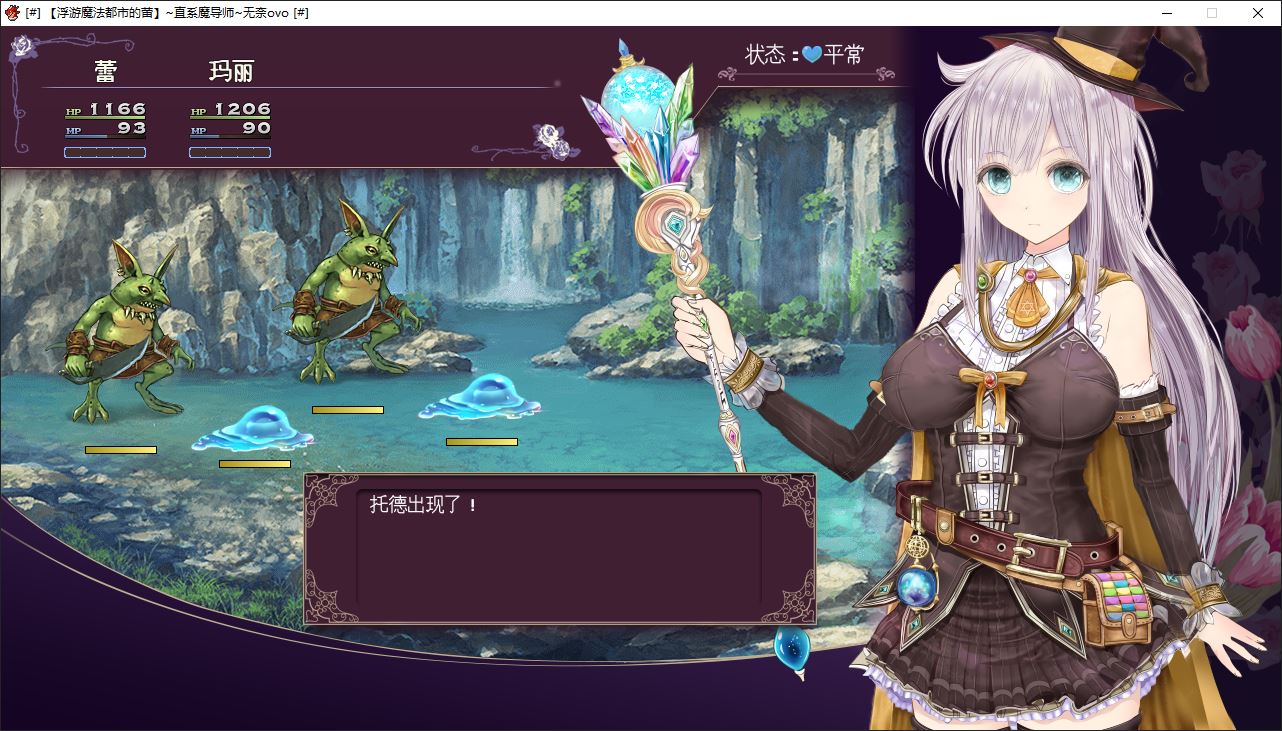 [#] 【浮游魔法都市的蕾】~直系魔导师~无奈ovo [#]
状态 :💙平常
蕾 玛丽
HP 1166 HP 1206
MP 93 MP 90
托德出现了！